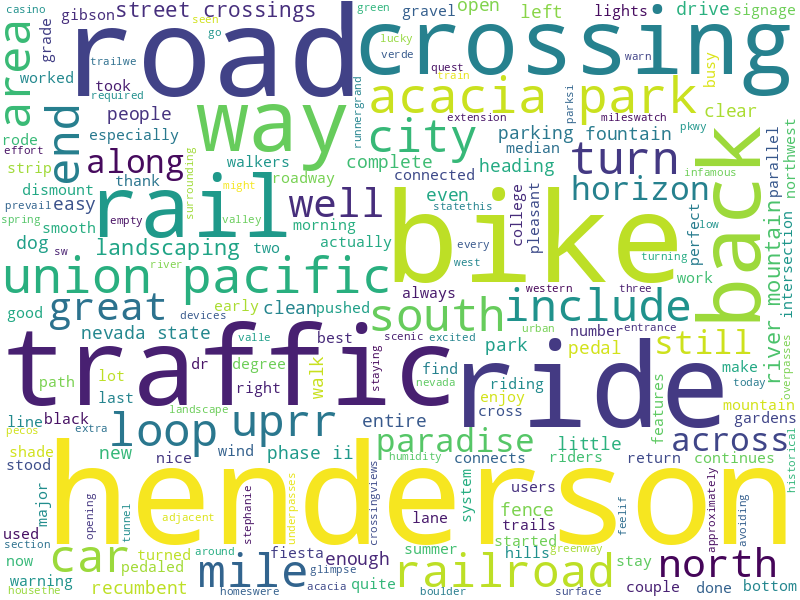 casino
gibson
street crossings
seen
green
gravel
open
left
lights
drive
signage
road
crossing
area
grade
go
lucky
verde
warn
worked
trailwe
took
required
quest
train
busy
people
way
runnergrand
acacia park
parksi
extension
mileswatch
clear
end
especially
city
parking
fountain
pkwy
rode
median
effort
along
walkers
complete
heading
turn
infamous
strip
surrounding
roadway
connected
dismount
thank
might
well
even
horizon
college
pleasant
back
parallel
northwest
prevail
easy
empty
valley
morning
statethis
spring
smooth
rail
bike
perfect
slow
dog
sw
landscaping
two
actually
every
turning
intersection
river mountain
union pacific
river
west
work
good
great
devices
early
clean
pushed
always
western
three
south
include
overpasses
nevada state
valle
best
scenic
excited
urban
number
entrance
still
traffic
ride
path
lot
dr
degree
walk
staying
park
pedal
find
make
right
nevada
riding
today
last
enjoy
features
mountain
line
black
landscape
cross
gardens
pecos
extra
loop
uprr
entire
shade
new
wind
paradise
little
across
historical
stood
nice
phase ii
humidity
connects
riders
return
continues
henderson
major
opening
adjacent
stephanie
underpasses
crossingviews
system
users
feelif
approximately
avoiding
used
tunnel
lane
fence
trails
section
started
now
car
turned
around
fiesta
enough
summer
hills
greenway
stay
north
warning
pedaled
mile
glimpse
railroad
housethe
recumbent
homeswere
acacia
quite
boulder
surface
couple
done
bottom